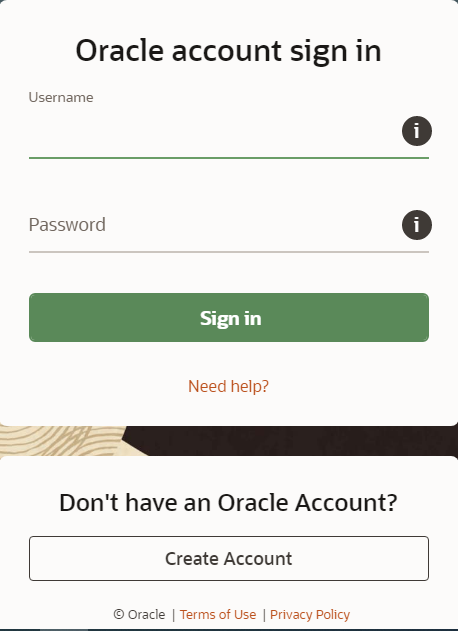 Oracle account sign in
Username
i
Password
i
Sign in
Need help?
Don't have an Oracle Account?
Create Account
© Oracle | Terms of Use | Privacy Policy